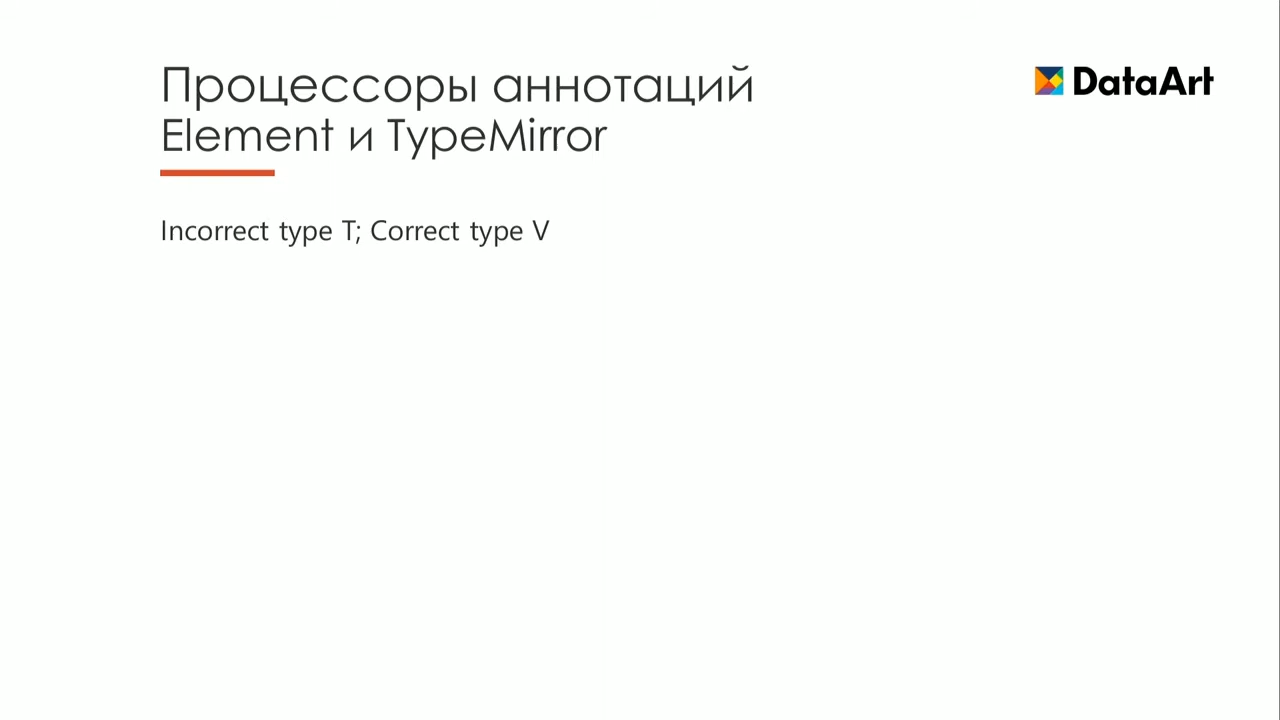 Процессоры аннотаций
Element и TypeMirror
DataArt
Incorrect type T; Correct type V